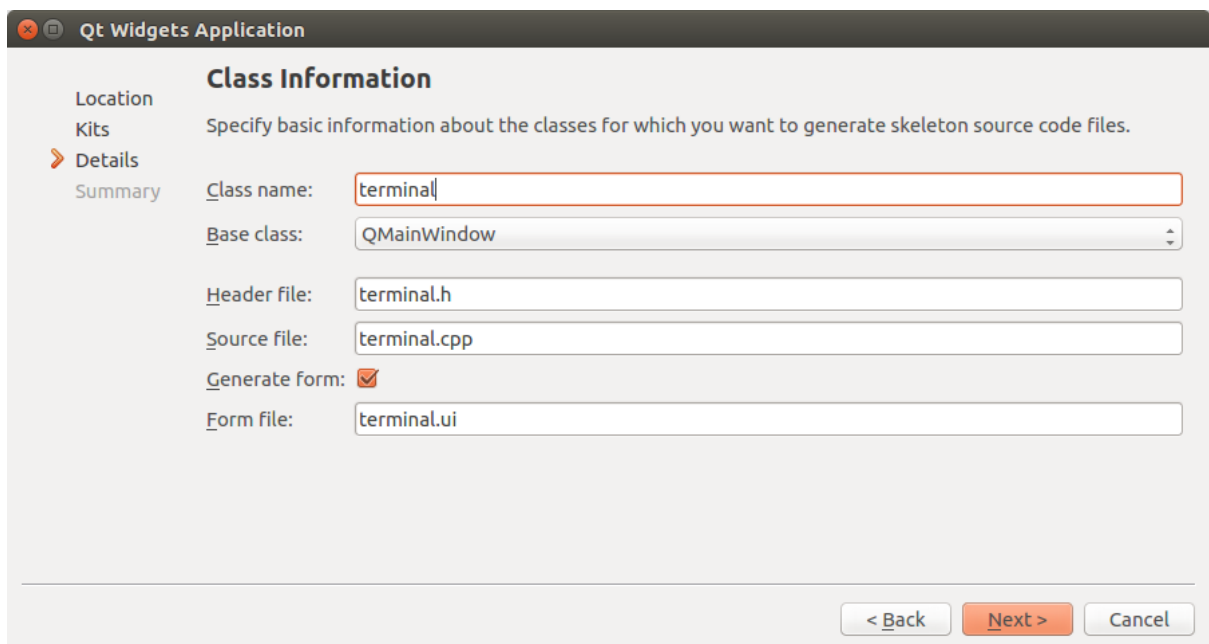 Qt Widgets Application
Location
Kits
Details
Summary
Class Information
Specify basic information about the classes for which you want to generate skeleton source code files.
Class name: terminal
Base class: QMainWindow
Header file: terminal.h
Source file: terminal.cpp
Generate form:
Form file: terminal.ui
< Back Next > Cancel